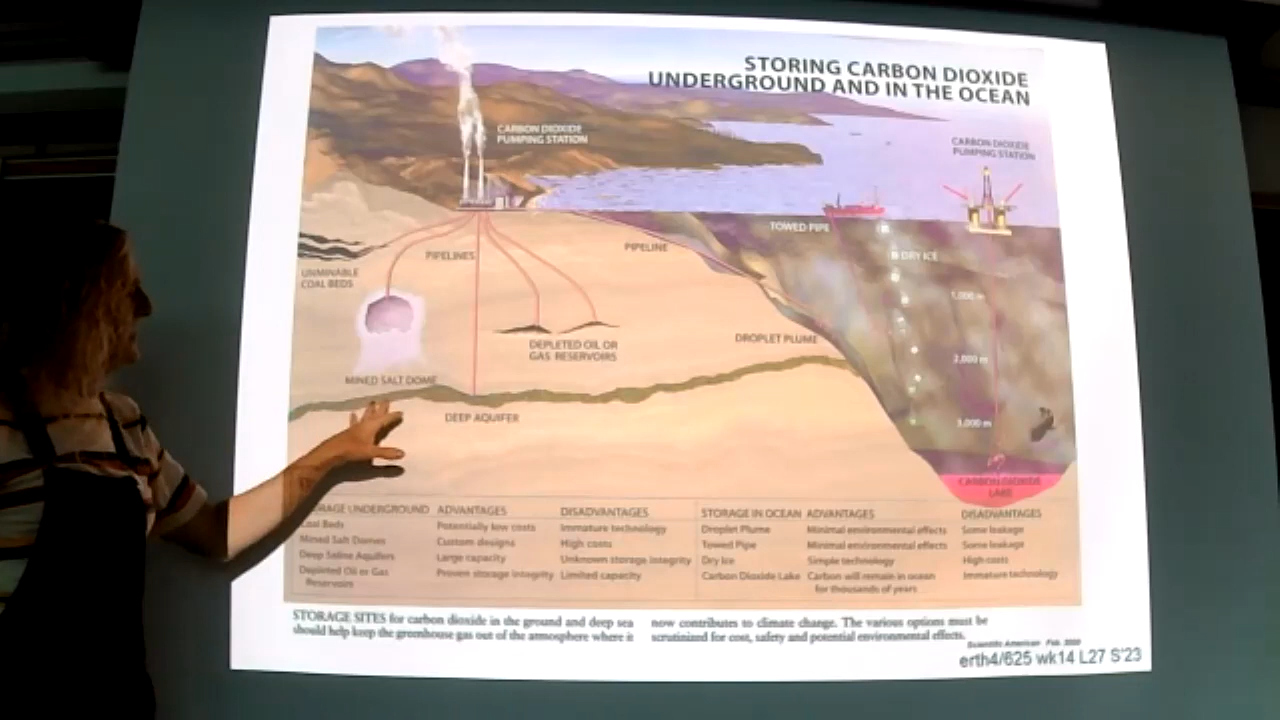 STORING CARBON DIOXIDE
UNDERGROUND AND IN THE OCEAN
CARBON DIOXIDE
PUMPING STATION
CARBON DIOXIDE
PUMPING STATION
TOWED PIPE
PIPELINES
PIPELINE
DRY ICE
UNMINABLE
COAL BEDS
1,000 m
DEPLETED OIL OR
GAS RESERVOIRS
DROPLET PLUME
2,000 m
MINED SALT DOME
DEEP AQUIFER
3,000 m
CARBON DIOXIDE
LAKE
UNDERGROUND ADVANTAGES DISADVANTAGES
Coal Beds Potentially low costs Immature technology
Mined Salt Domes Custom designs High costs
Deep Saline Aquifers Large capacity Unknown storage integrity
Depleted Oil or Gas Proven storage integrity Limited capacity
Reservoirs
STORAGE IN OCEAN ADVANTAGES DISADVANTAGES
Droplet Plume Minimal environmental effects Some leakage
Towed Pipe Minimal environmental effects Some leakage
Dry Ice Simple technology High costs
Carbon Dioxide Lake Carbon will remain in ocean Immature technology
for thousands of years
STORAGE SITES for carbon dioxide in the ground and deep sea
should help keep the greenhouse gas out of the atmosphere where it
now contributes to climate change. The various options must be
scrutinized for cost, safety and potential environmental effects.
Scientific American Feb. 2000
erth4/625 wk14 L27 S'23